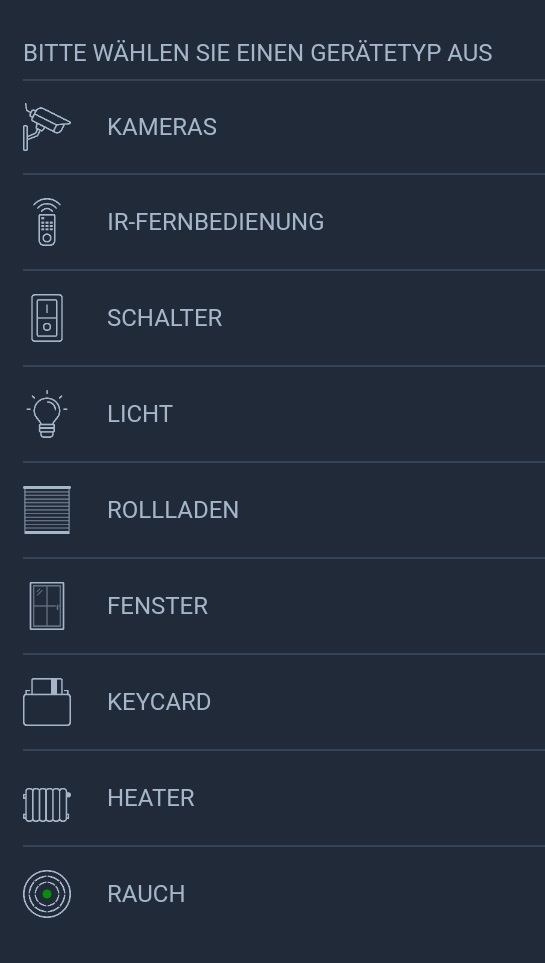 BITTE WÄHLEN SIE EINEN GERÄTETYP AUS
KAMERAS
IR-FERNBEDIENUNG
SCHALTER
LICHT
ROLLLADEN
FENSTER
KEYCARD
HEATER
RAUCH